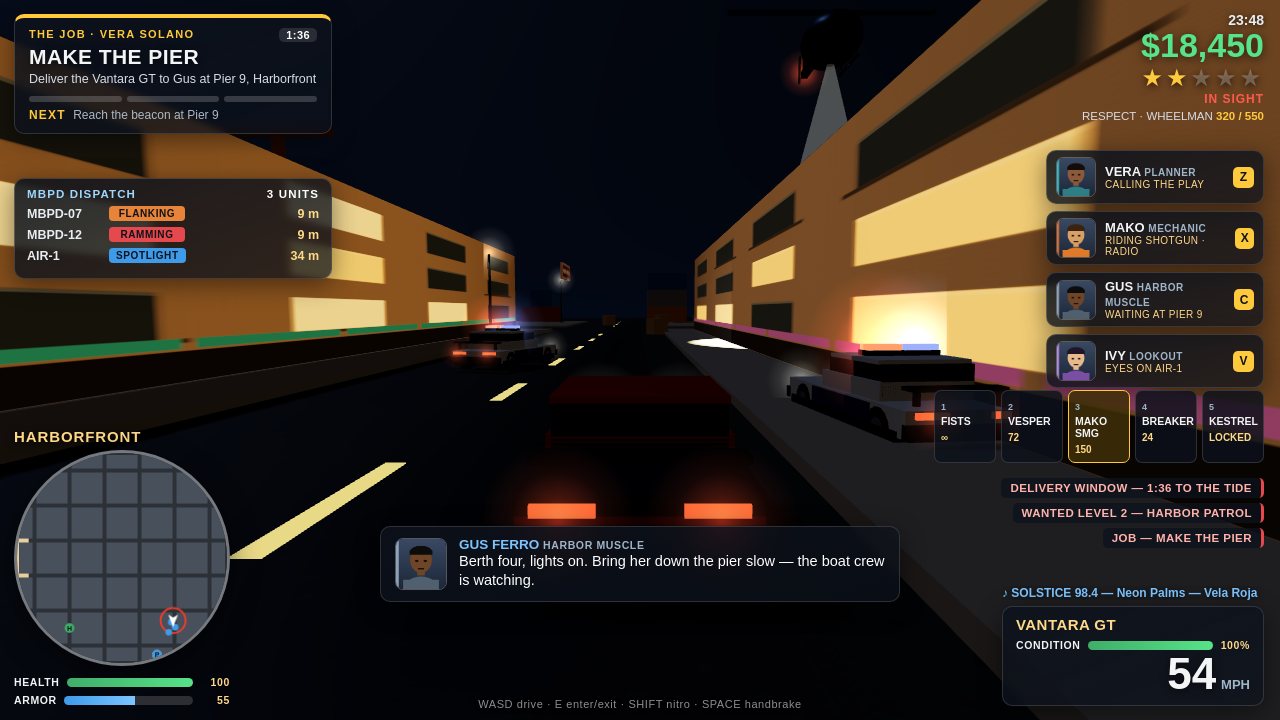 THE JOB · VERA SOLANO 1:36
MAKE THE PIER
Deliver the Vantara GT to Gus at Pier 9, Harborfront
NEXT Reach the beacon at Pier 9
MBPD DISPATCH 3 UNITS
MBPD-07 FLANKING 9 m
MBPD-12 RAMMING 9 m
AIR-1 SPOTLIGHT 34 m
23:48
$18,450
IN SIGHT
RESPECT · WHEELMAN 320 / 550
VERA PLANNER
CALLING THE PLAY
Z
MAKO MECHANIC
RIDING SHOTGUN ·
RADIO
X
GUS HARBOR
MUSCLE
WAITING AT PIER 9
C
IVY LOOKOUT
EYES ON AIR-1
V
1
FISTS
∞
2
VESPER
72
3
MAKO
SMG
150
4
BREAKER
24
5
KESTREL
LOCKED
DELIVERY WINDOW — 1:36 TO THE TIDE
WANTED LEVEL 2 — HARBOR PATROL
JOB — MAKE THE PIER
HARBORFRONT
H
P
HEALTH 100
ARMOR 55
GUS FERRO HARBOR MUSCLE
Berth four, lights on. Bring her down the pier slow — the boat crew
is watching.
♪ SOLSTICE 98.4 — Neon Palms — Vela Roja
VANTARA GT
CONDITION 100%
54 MPH
WASD drive · E enter/exit · SHIFT nitro · SPACE handbrake